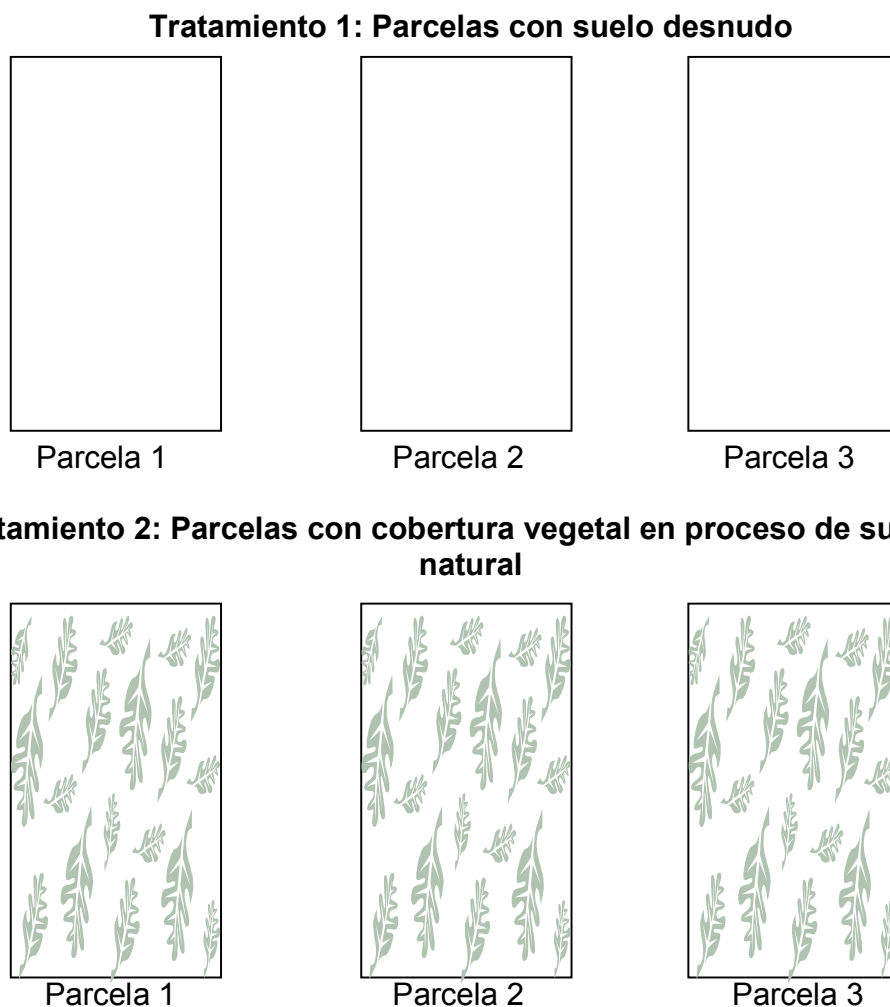 Tratamiento 1: Parcelas con suelo desnudo
Parcela 1 Parcela 2 Parcela 3
tamiento 2: Parcelas con cobertura vegetal en proceso de su
natural
Parcela 1 Parcela 2 Parcela 3